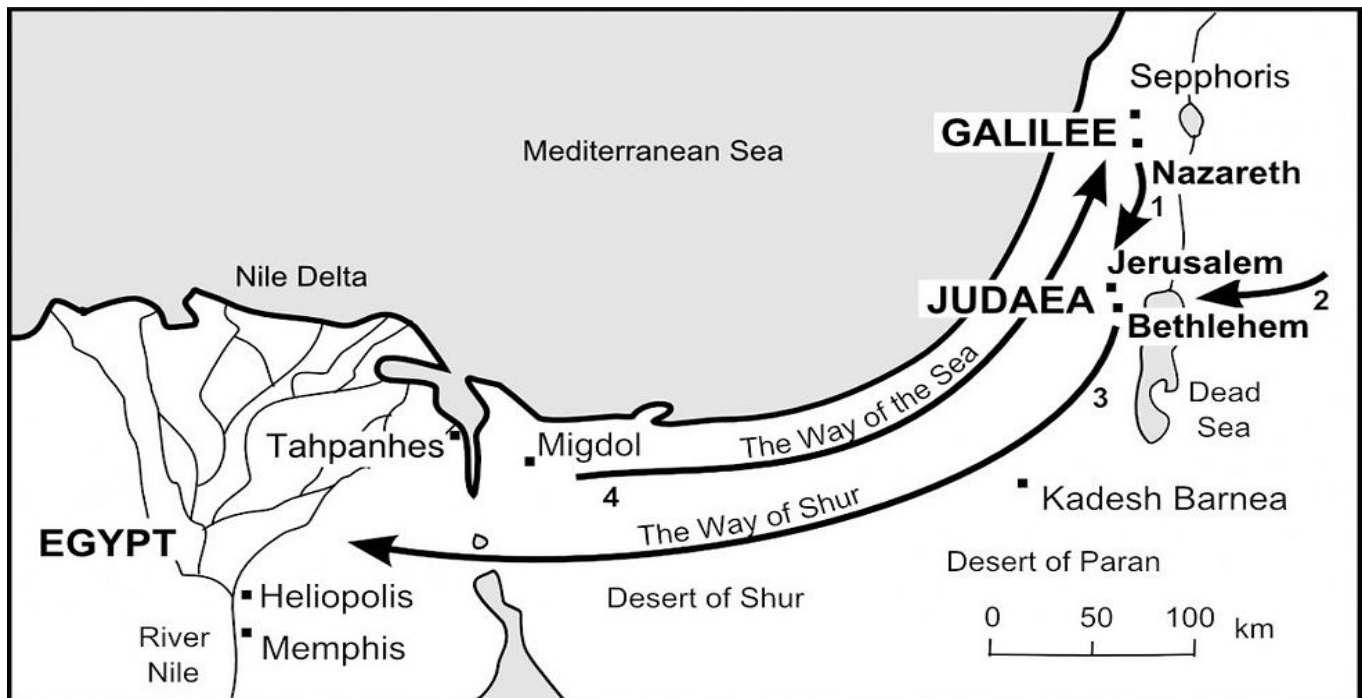 Sepphoris
GALILEE
Mediterranean Sea
Nazareth
1
Nile Delta
Jerusalem
JUDAEA
2
Bethlehem
The Way of the Sea
3
Dead
Sea
Tahpanhes
Migdol
4
Kadesh Barnea
The Way of Shur
EGYPT
Desert of Paran
Heliopolis
Desert of Shur
0 50 100 km
River
Nile
Memphis